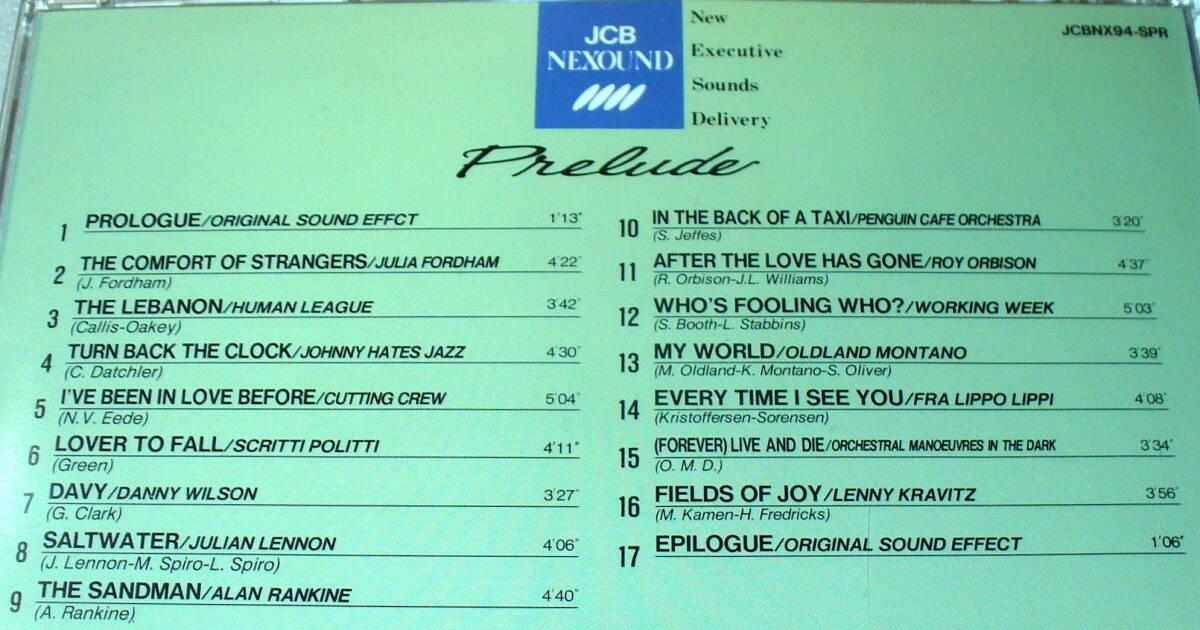 JCB
NEXOUND
New
Executive
Sounds
Delivery
JCBNX94-SPR
Prelude
1 PROLOGUE/ORIGINAL SOUND EFFCT 1'13"
2 THE COMFORT OF STRANGERS/JULIA FORDHAM 4'22"
(J. Fordham)
3 THE LEBANON/HUMAN LEAGUE 3'42"
(Callis-Oakey)
4 TURN BACK THE CLOCK/JOHNNY HATES JAZZ 4'30"
(C. Datchler)
5 I'VE BEEN IN LOVE BEFORE/CUTTING CREW 5'04"
(N.V. Eede)
6 LOVER TO FALL/SCRITTI POLITTI 4'11"
(Green)
7 DAVY/DANNY WILSON 3'27"
(G. Clark)
8 SALTWATER/JULIAN LENNON 4'06"
(J. Lennon-M. Spiro-L. Spiro)
9 THE SANDMAN/ALAN RANKINE 4'40"
(A. Rankine)
10 IN THE BACK OF A TAXI/PENGUIN CAFE ORCHESTRA 3'20"
(S. Jeffes)
11 AFTER THE LOVE HAS GONE/ROY ORBISON 4'37"
(R. Orbison-J.L. Williams)
12 WHO'S FOOLING WHO?/WORKING WEEK 5'03"
(S. Booth-L. Stabbins)
13 MY WORLD/OLDLAND MONTANO 3'39"
(M. Oldland-K. Montano-S. Oliver)
14 EVERY TIME I SEE YOU/FRA LIPPO LIPPI 4'08"
(Kristoffersen-Sorensen)
15 (FOREVER) LIVE AND DIE/ORCHESTRAL MANOEUVRES IN THE DARK 3'34"
(O. M. D.)
16 FIELDS OF JOY/LENNY KRAVITZ 3'56"
(M. Kamen-H. Fredricks)
17 EPILOGUE/ORIGINAL SOUND EFFECT 1'06"